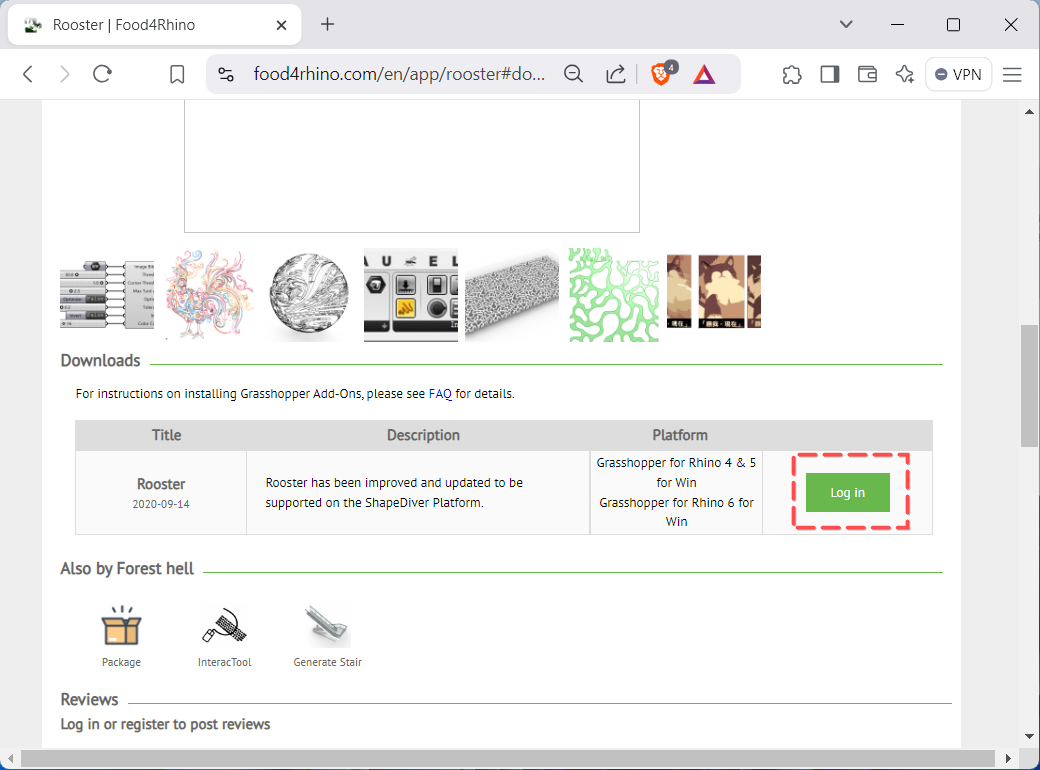 Rooster | Food4Rhino
food4rhino.com/en/app/rooster#do...
4
VPN
Downloads
For instructions on installing Grasshopper Add-Ons, please see FAQ for details.
Title Description Platform
Rooster
2020-09-14
Rooster has been improved and updated to be
supported on the ShapeDiver Platform.
Grasshopper for Rhino 4 & 5
for Win
Grasshopper for Rhino 6 for
Win
Log in
Also by Forest hell
Package InteracTool Generate Stair
Reviews
Log in or register to post reviews